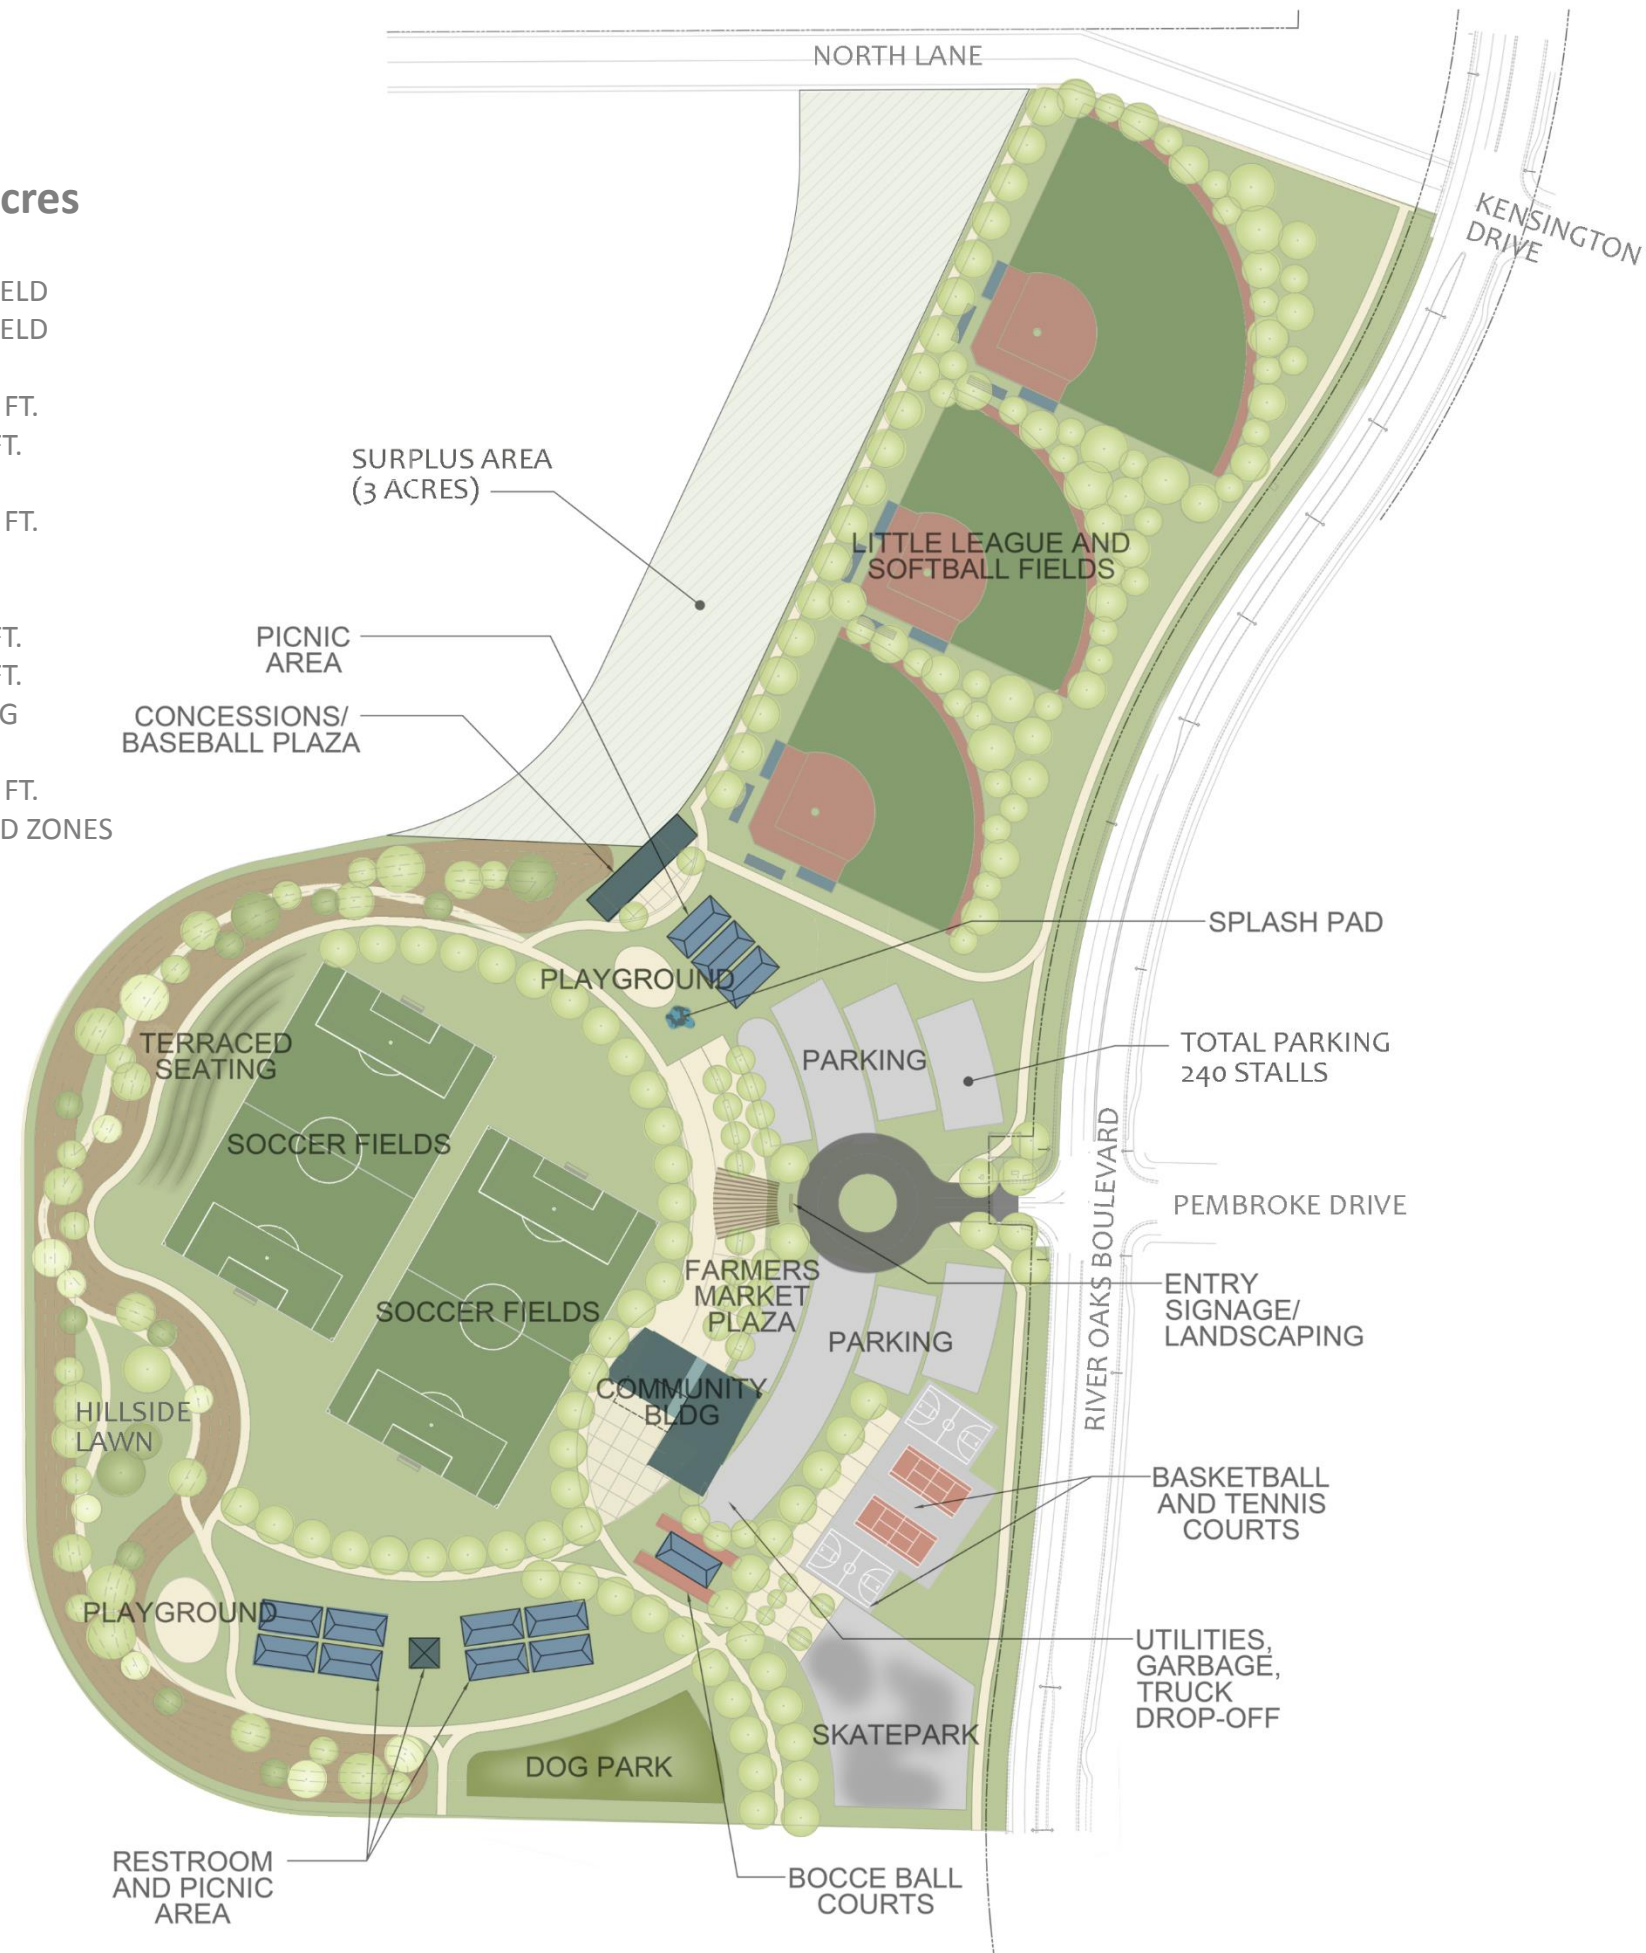 NORTH LANE
KENSINGTON
DRIVE
cres
ELD
ELD
FT.
FT.
FT.
FT.
FT.
G
FT.
D ZONES
SURPLUS AREA
(3 ACRES)
LITTLE LEAGUE AND
SOFTBALL FIELDS
PICNIC
AREA
CONCESSIONS/
BASEBALL PLAZA
SPLASH PAD
PLAYGROUND
TERRACED
SEATING
PARKING
TOTAL PARKING
240 STALLS
SOCCER FIELDS
RIVER OAKS BOULEVARD
PEMBROKE DRIVE
FARMERS
MARKET
PLAZA
SOCCER FIELDS
ENTRY
SIGNAGE/
LANDSCAPING
PARKING
COMMUNITY
BLDG
HILLSIDE
LAWN
BASKETBALL
AND TENNIS
COURTS
PLAYGROUND
UTILITIES,
GARBAGE,
TRUCK
DROP-OFF
SKATEPARK
DOG PARK
RESTROOM
AND PICNIC
AREA
BOCCE BALL
COURTS